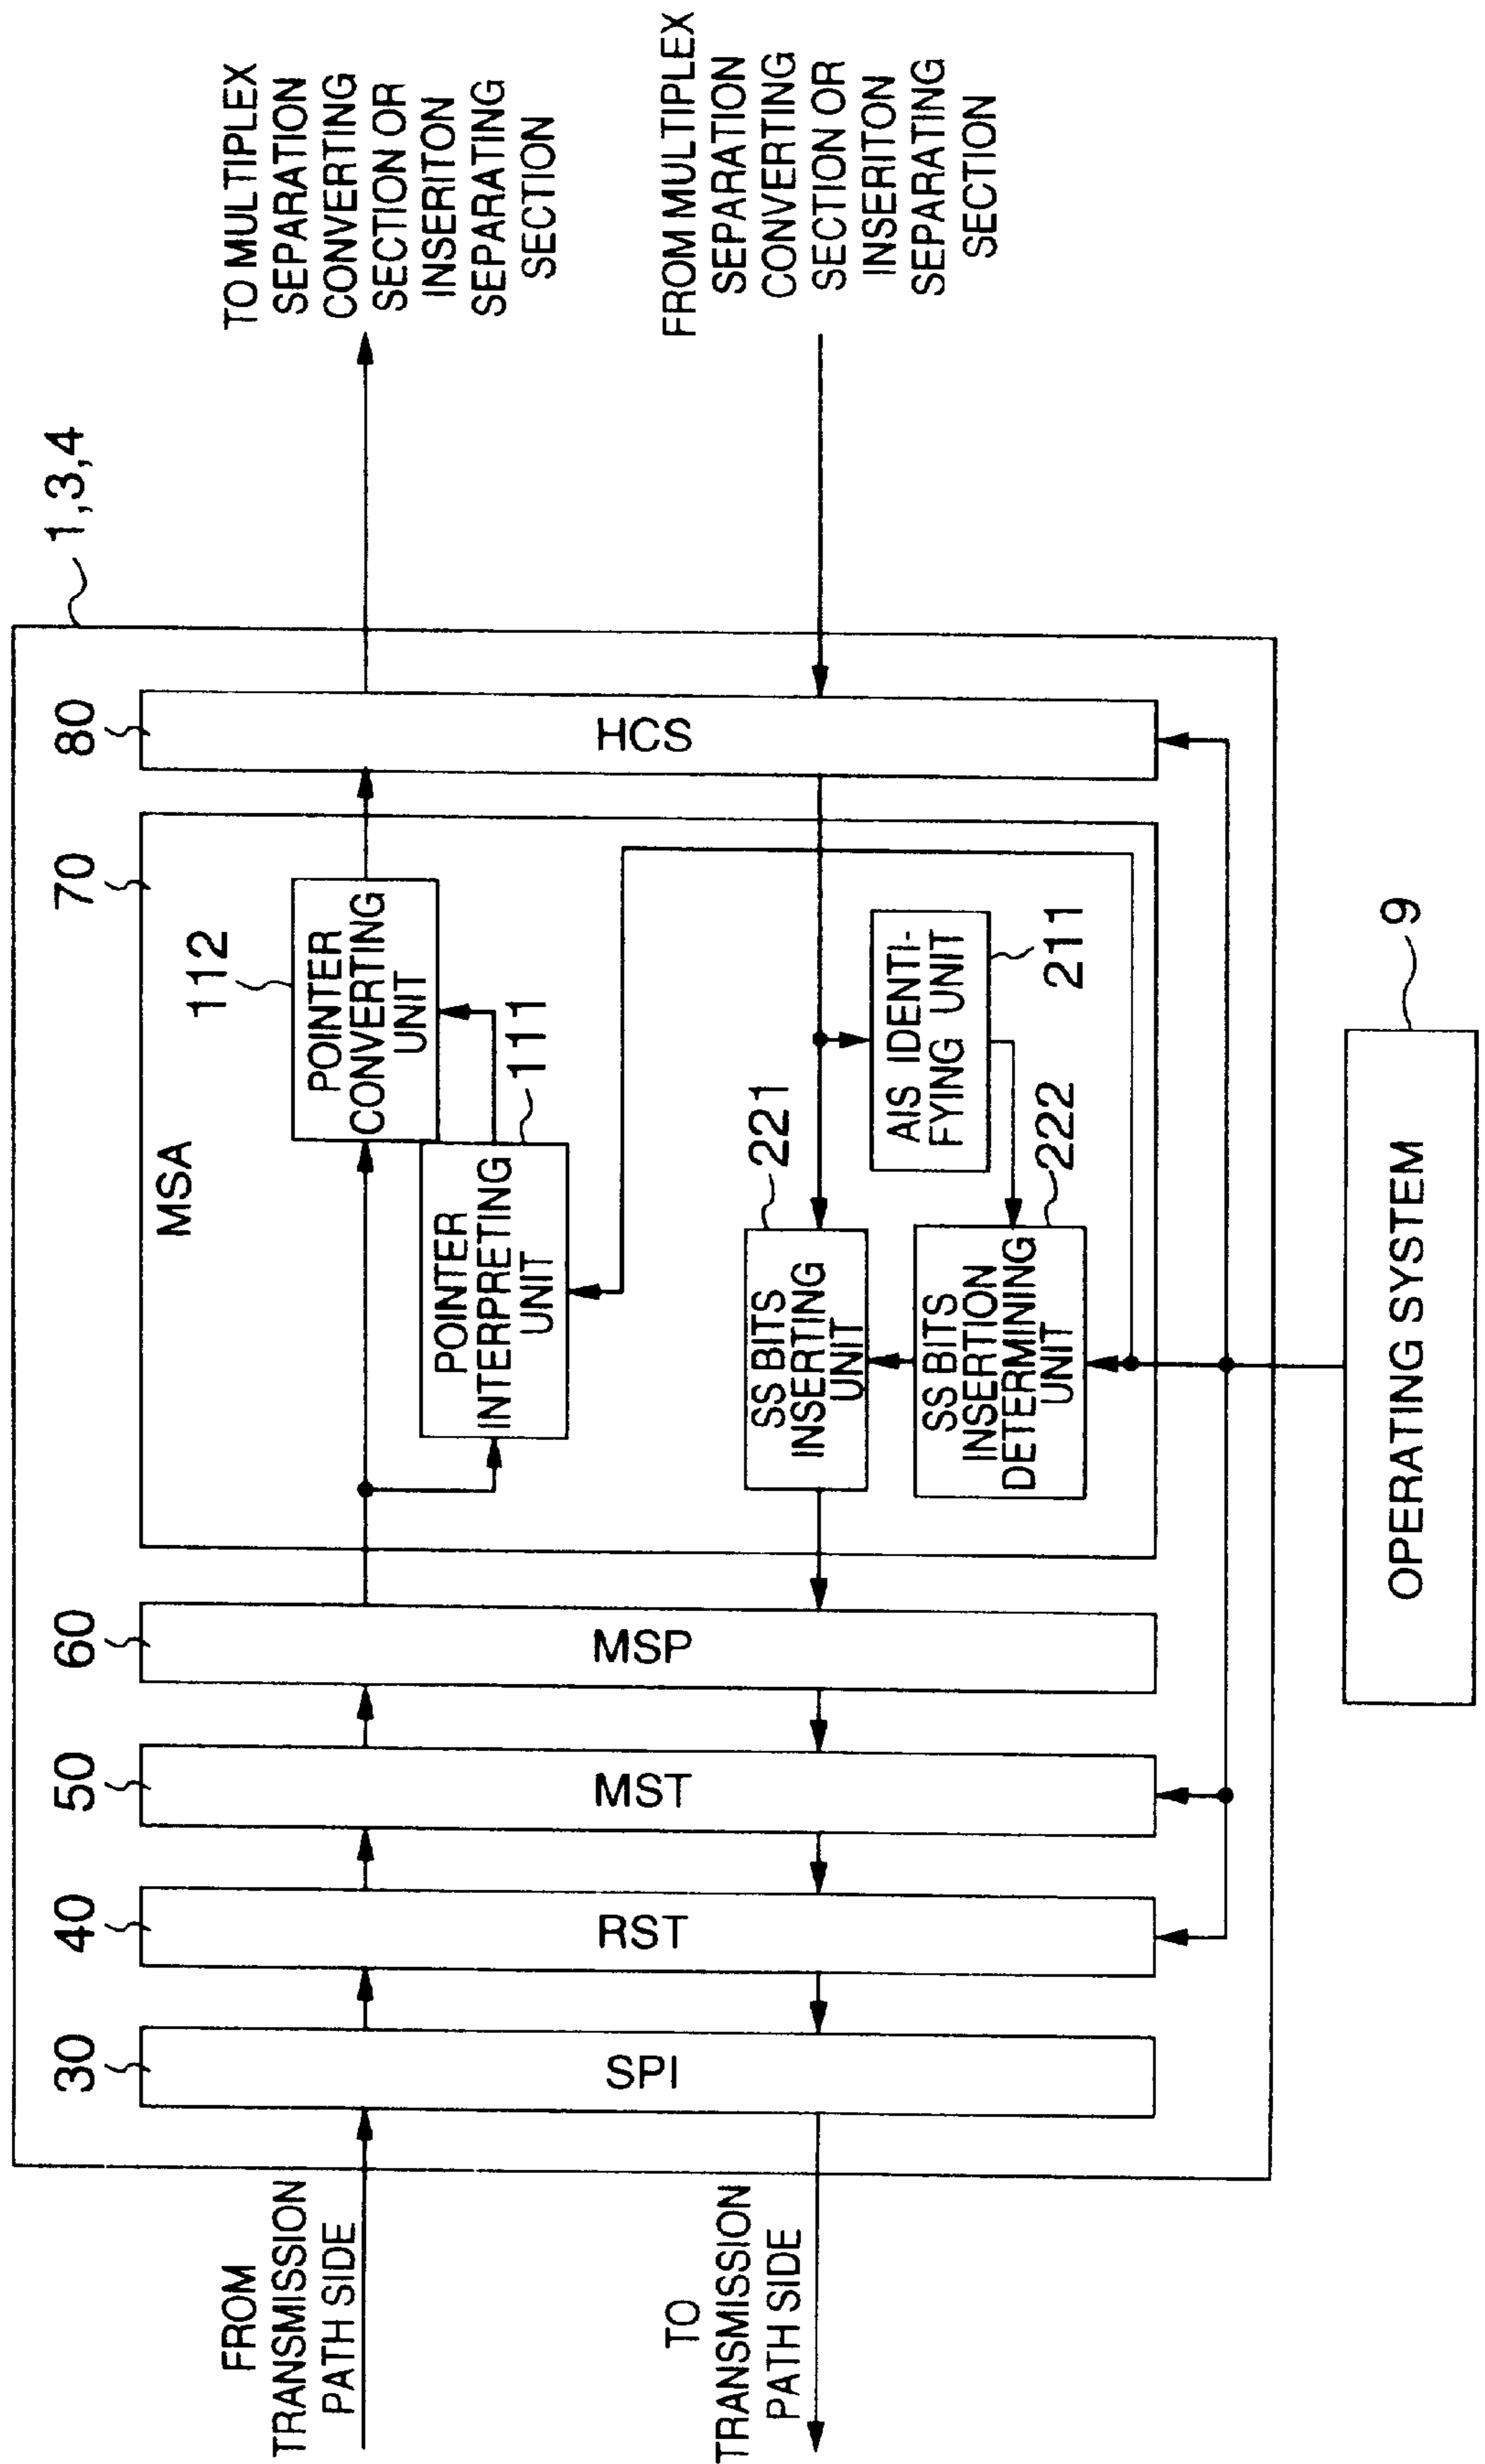 1,3,4
FROM
TRANSMISSION
PATH SIDE
TO
TRANSMISSION
PATH SIDE
30
SPI
40
RST
50
MST
60
MSP
70
MSA
112
POINTER
CONVERTING
UNIT
POINTER
INTERPRETING
UNIT
111
221
SS BITS
INSERTING
UNIT
AIS IDENTI-
FYING UNIT
211
SS BITS
INSERTION
DETERMINING
UNIT
222
80
HCS
TO MULTIPLEX
SEPARATION
CONVERTING
SECTION OR
INSERITON
SEPARATING
SECTION
FROM MULTIPLEX
SEPARATION
CONVERTING
SECTION OR
INSERITON
SEPARATING
SECTION
OPERATING SYSTEM
9